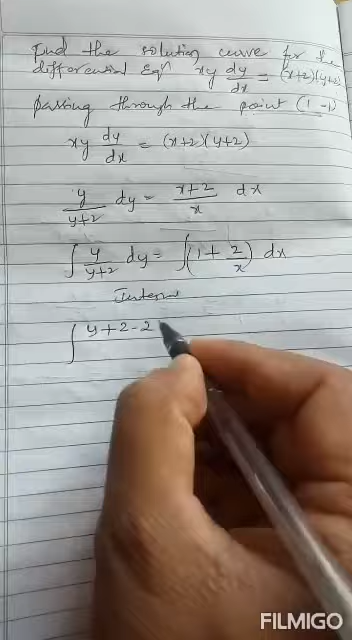 Find the solution curve for the
differential Eqⁿ xy dy/dx = (x+2)(y+2)
passing through the point (1 -1)
xy dy/dx = (x+2)(y+2)
y/y+2 dy = x+2/x dx
∫ y/y+2 dy = ∫(1 + 2/x) dx
∫ y+2-2
FILMIGO